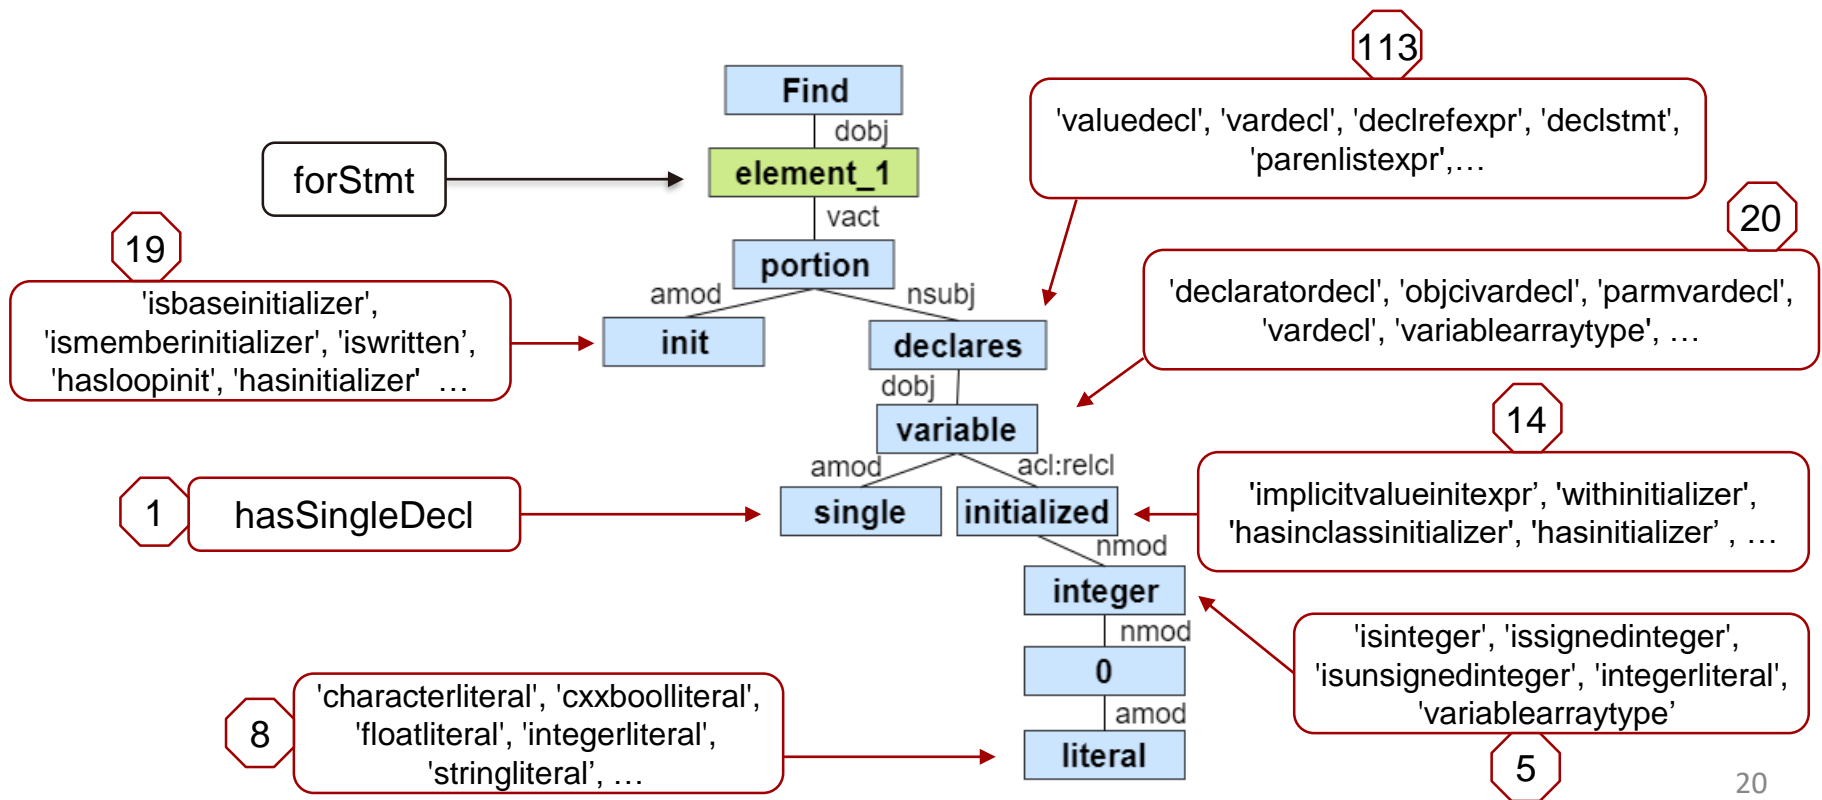 113
Find
'valuedecl', 'vardecl', 'declrefexpr', 'declstmt',
'parenlistexpr',…
dobj
forStmt
element_1
vact
20
19
portion
'isbaseinitializer',
'ismemberinitializer', 'iswritten’,
'hasloopinit', 'hasinitializer' …
amod
nsubj
'declaratordecl', 'objcivardecl', 'parmvardecl',
'vardecl', 'variablearraytype', …
init
declares
dobj
variable
14
amod
acl:relcl
1
hasSingleDecl
single
initialized
'implicitvalueinitexpr’, 'withinitializer',
'hasinclassinitializer', 'hasinitializer’ , …
nmod
integer
nmod
'isinteger', 'issignedinteger',
'isunsignedinteger', 'integerliteral',
'variablearraytype’
0
amod
8
'characterliteral', 'cxxboolliteral',
'floatliteral', 'integerliteral',
'stringliteral’, …
literal
5
20